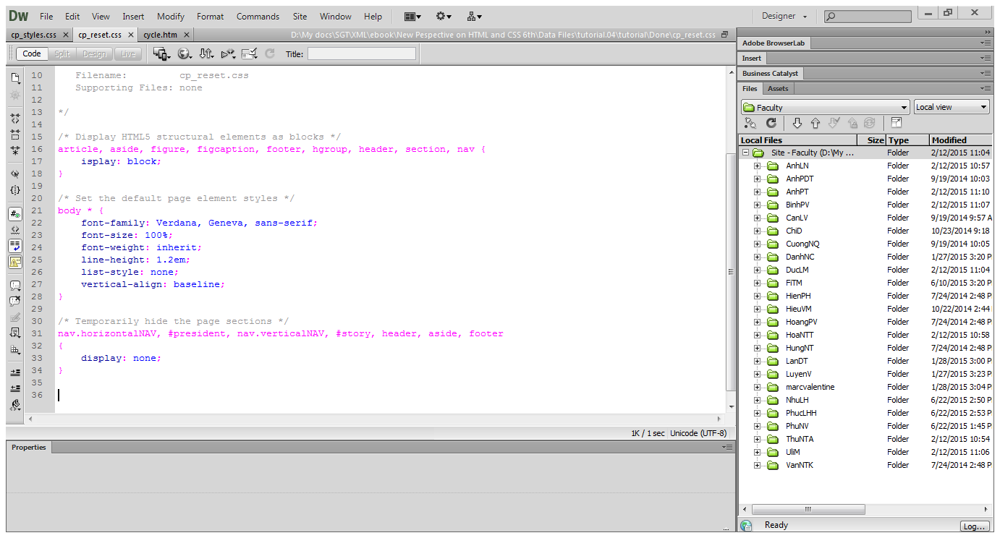 Dw File Edit View Insert Modify Format Commands Site Window Help Designer
cp_styles.css × cp_reset.css × cycle.htm × D:\My docs\SGT\XML\ebook\New Pespective on HTML and CSS 6th\Data Files\tutorial.04\tutorial\Done\cp_reset.css
Code Split Design Live Title:
10 Filename: cp_reset.css
11 Supporting Files: none
12
13 */
14
15 /* Display HTML5 structural elements as blocks */
16 article, aside, figure, figcaption, footer, hgroup, header, section, nav {
17 isplay: block;
18 }
19
20 /* Set the default page element styles */
21 body * {
22 font-family: Verdana, Geneva, sans-serif;
23 font-size: 100%;
24 font-weight: inherit;
25 line-height: 1.2em;
26 list-style: none;
27 vertical-align: baseline;
28 }
29
30 /* Temporarily hide the page sections */
31 nav.horizontalNAV, #president, nav.verticalNAV, #story, header, aside, footer
32 {
33 display: none;
34 }
35
36
1K / 1 sec Unicode (UTF-8)
Properties
Adobe BrowserLab
Insert
Business Catalyst
Files Assets
Faculty Local view
Local Files Size Type Modified
Site - Faculty (D:\My ... Folder 2/12/2015 11:04
AnhLN Folder 2/12/2015 10:57
AnhPDT Folder 9/19/2014 10:03
AnhPT Folder 2/12/2015 11:10
BinhPV Folder 2/12/2015 11:07
CanLV Folder 9/19/2014 9:57 A
ChiD Folder 10/23/2014 9:18
CuongNQ Folder 9/19/2014 10:05
DanhNC Folder 1/27/2015 3:20 P
DucLM Folder 2/12/2015 11:04
FiTM Folder 6/10/2015 3:20 P
HienPH Folder 7/24/2014 2:48 P
HieuVM Folder 10/22/2014 2:44
HoangPV Folder 7/24/2014 2:48 P
HoaNTT Folder 2/12/2015 10:58
HungNT Folder 7/24/2014 2:48 P
LanDT Folder 1/28/2015 3:00 P
LuyenV Folder 1/27/2015 3:23 P
marcvalentine Folder 1/28/2015 3:04 P
NhuLH Folder 6/22/2015 2:50 P
PhucLHH Folder 6/22/2015 2:53 P
PhuNV Folder 6/22/2015 1:45 P
ThuNTA Folder 2/12/2015 10:54
UliM Folder 2/12/2015 11:06
VanNTK Folder 7/24/2014 2:48 P
Ready Log...